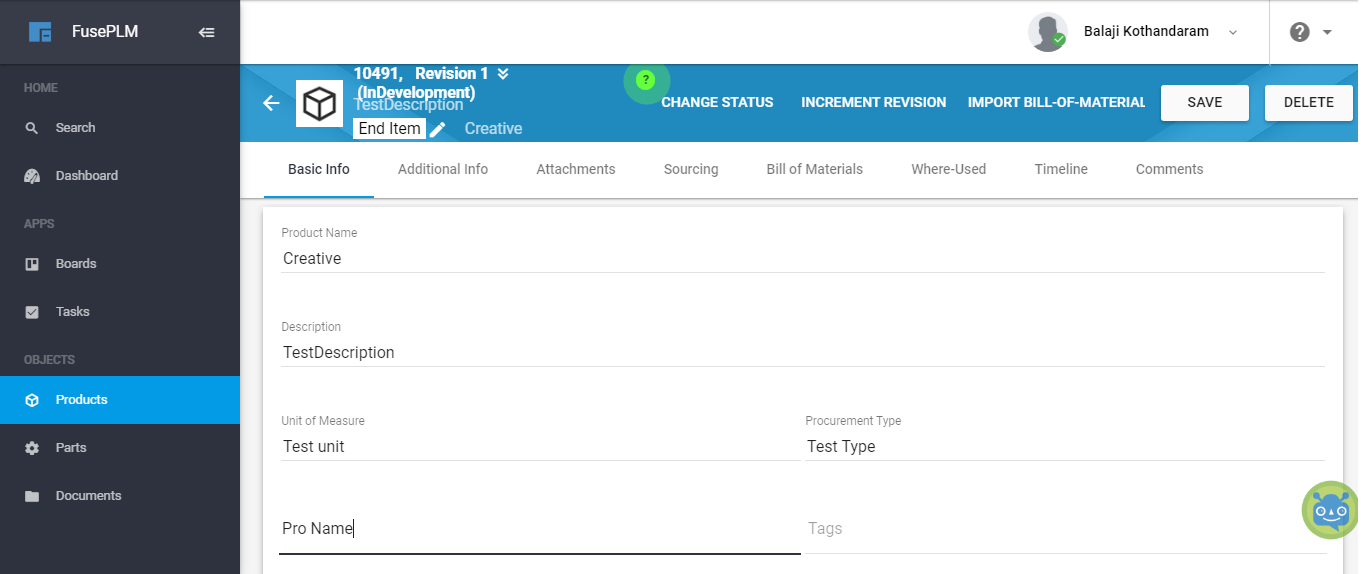 FusePLM
Balaji Kothandaram
?
HOME
Search
Dashboard
APPS
Boards
Tasks
OBJECTS
Products
Parts
Documents
10491, Revision 1
(InDevelopment)
TestDescription
End Item
Creative
?
CHANGE STATUS
INCREMENT REVISION
IMPORT BILL-OF-MATERIAL
SAVE
DELETE
Basic Info
Additional Info
Attachments
Sourcing
Bill of Materials
Where-Used
Timeline
Comments
Product Name
Creative
Description
TestDescription
Unit of Measure
Procurement Type
Test unit
Test Type
Pro Name
Tags